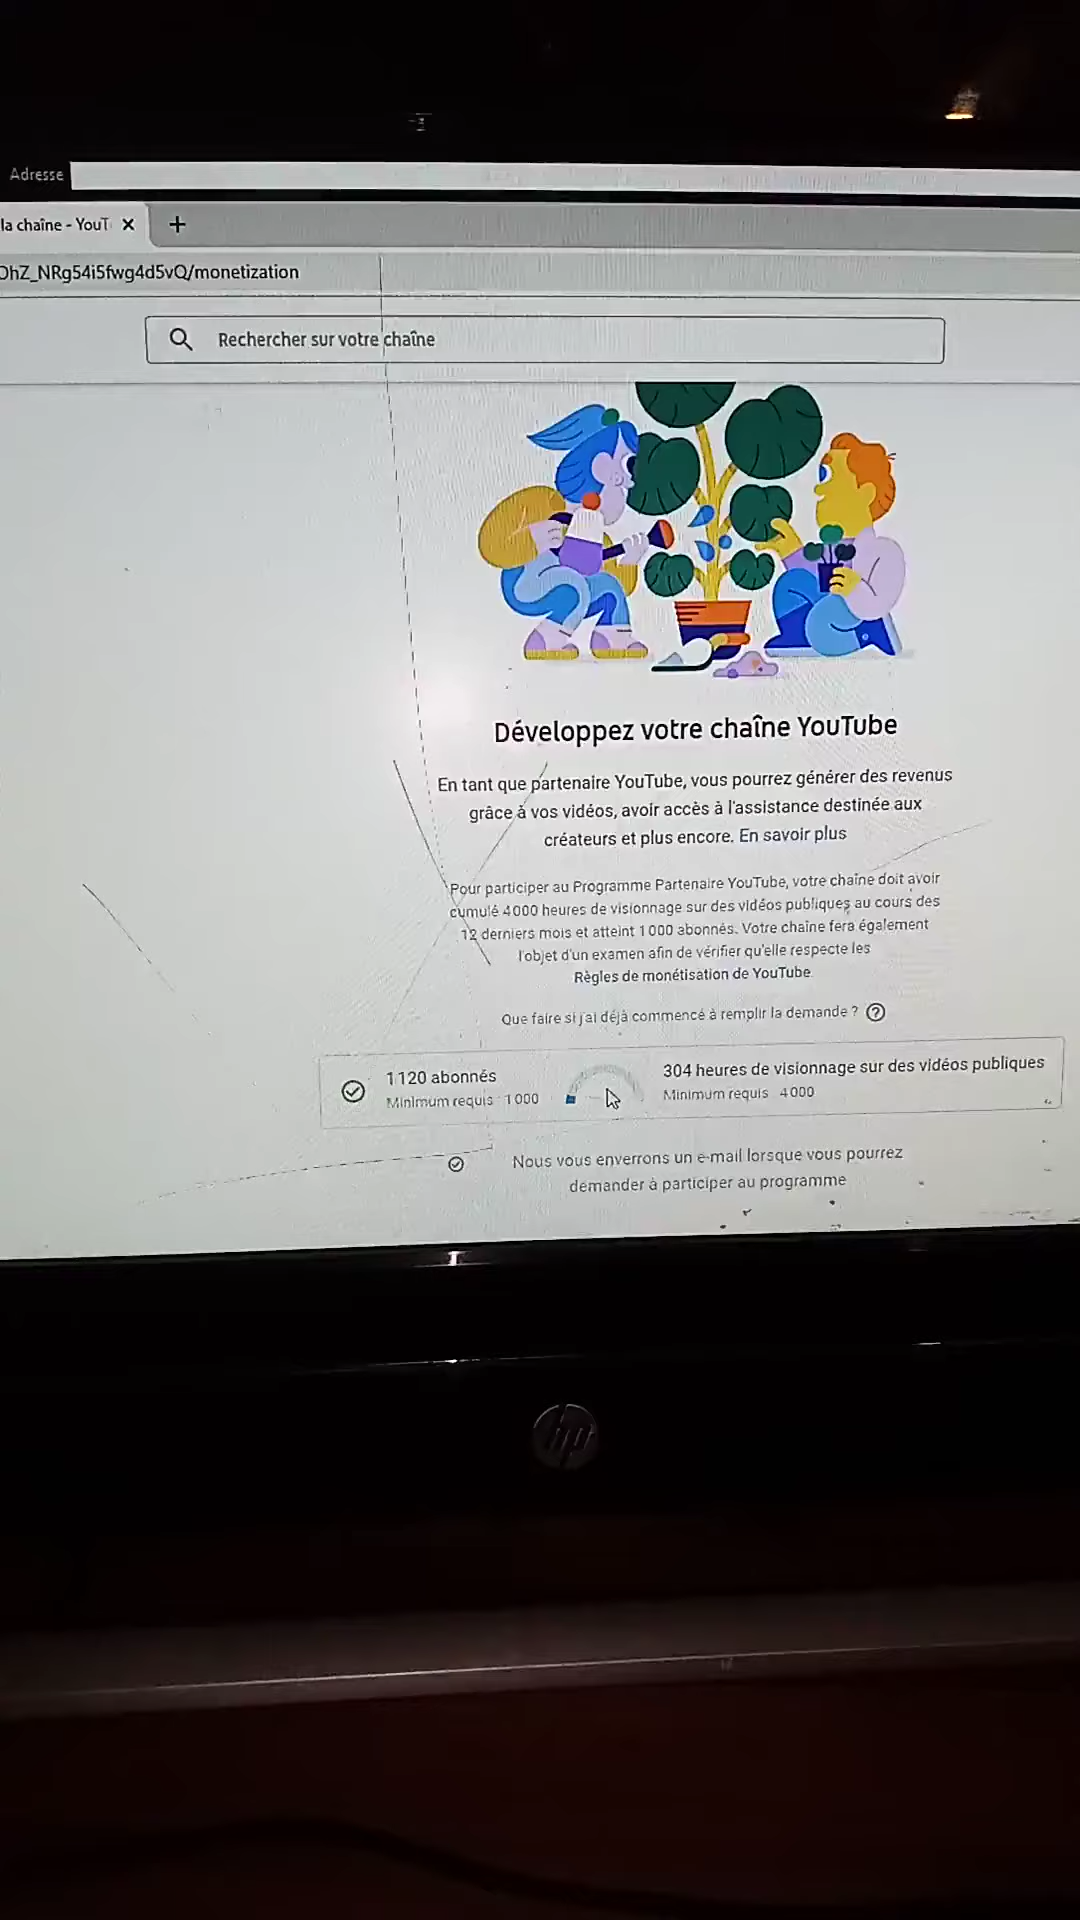 Adresse
la chaîne - YouT
OhZ_NRg54i5fwg4d5vQ/monetization
Rechercher sur votre chaîne
Développez votre chaîne YouTube
En tant que partenaire YouTube, vous pourrez générer des revenus
grâce à vos vidéos, avoir accès à l'assistance destinée aux
créateurs et plus encore. En savoir plus
Pour participer au Programme Partenaire YouTube, votre chaîne doit avoir
cumulé 4 000 heures de visionnage sur des vidéos publiques au cours des
12 derniers mois et atteint 1 000 abonnés. Votre chaîne fera également
l'objet d'un examen afin de vérifier qu'elle respecte les
Règles de monétisation de YouTube
Que faire si j'ai déjà commencé à remplir la demande ?
1 120 abonnés
Minimum requis : 1 000
304 heures de visionnage sur des vidéos publiques
Minimum requis 4 000
Nous vous enverrons un e-mail lorsque vous pourrez
demander à participer au programme
hp